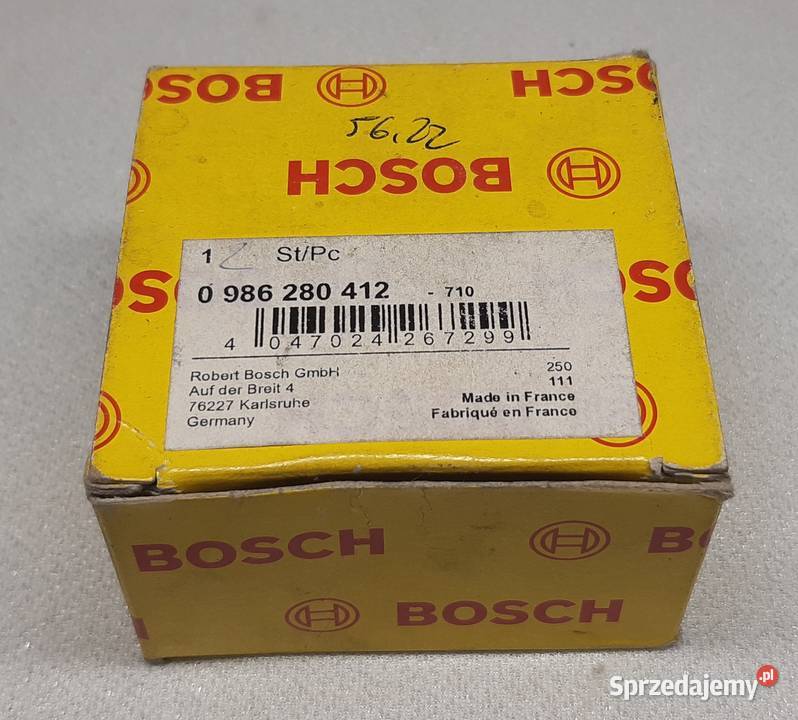 BOSCH
BOSCH
56,22
BOSCH
1 St/Pc
0 986 280 412 - 710
4 047024 267299
Robert Bosch GmbH
Auf der Breit 4
76227 Karlsruhe
Germany
250
111
Made in France
Fabriqué en France
BOSCH
B
BOSCH
Sprzedajemy.pl